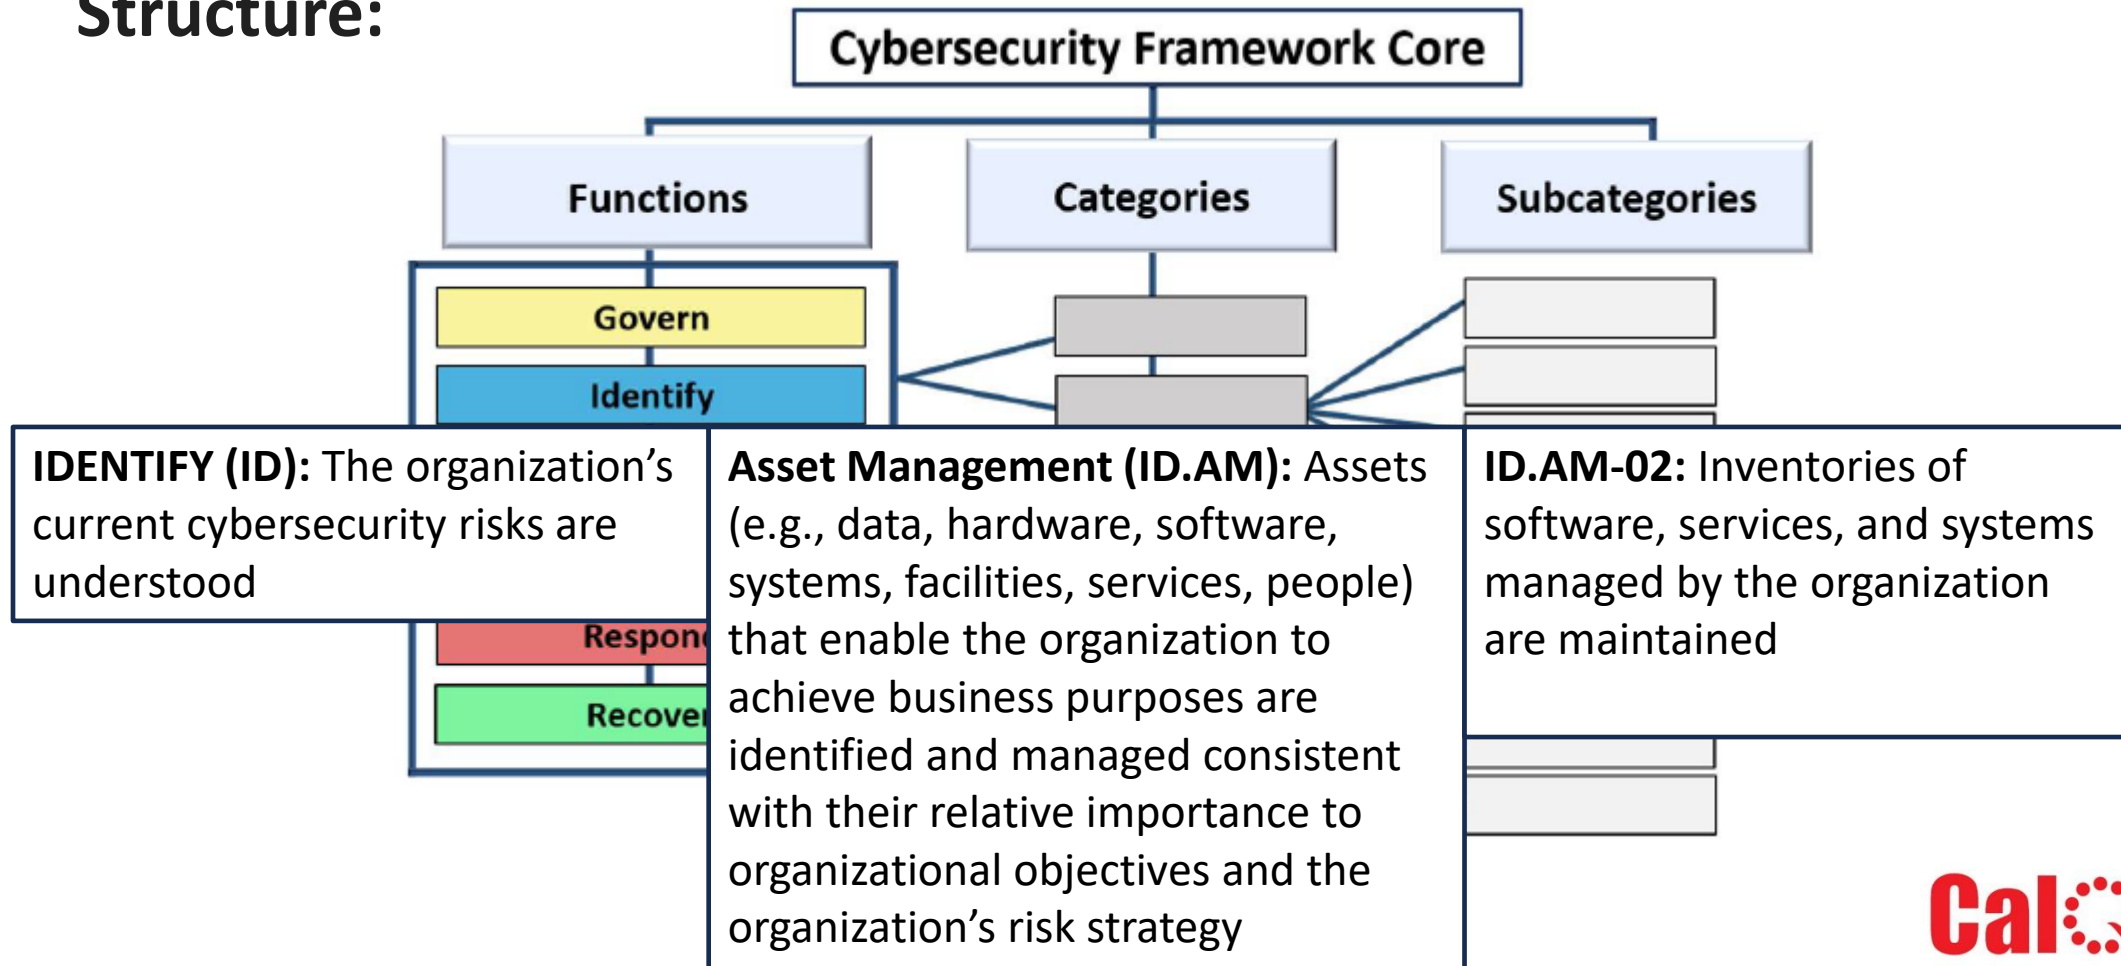 Structure:
Cybersecurity Framework Core
Functions
Categories
Subcategories
Govern
Identify
IDENTIFY (ID): The organization’s
current cybersecurity risks are
understood
Asset Management (ID.AM): Assets
(e.g., data, hardware, software,
systems, facilities, services, people)
that enable the organization to
achieve business purposes are
identified and managed consistent
with their relative importance to
organizational objectives and the
organization’s risk strategy
ID.AM-02: Inventories of
software, services, and systems
managed by the organization
are maintained
Respon
Recover
Cal